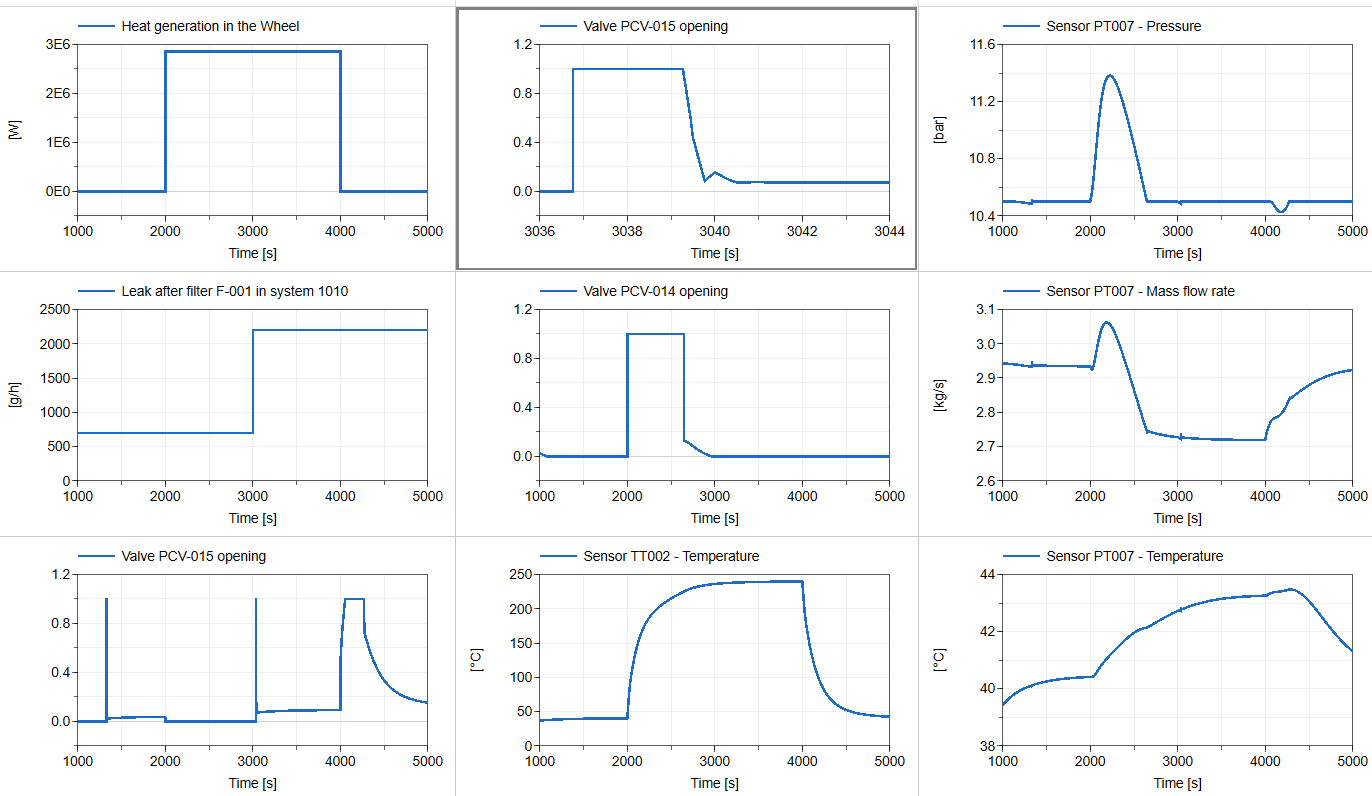 Heat generation in the Wheel
3E6
2E6
1E6
0E0
[W]
1000 2000 3000 4000 5000
Time [s]
Valve PCV-015 opening
1.2
0.8
0.4
0.0
3036 3038 3040 3042 3044
Time [s]
Sensor PT007 - Pressure
11.6
11.2
10.8
10.4
[bar]
1000 2000 3000 4000 5000
Time [s]
Leak after filter F-001 in system 1010
2500
2000
1500
1000
500
0
[g/h]
1000 2000 3000 4000 5000
Time [s]
Valve PCV-014 opening
1.2
0.8
0.4
0.0
1000 2000 3000 4000 5000
Time [s]
Sensor PT007 - Mass flow rate
3.1
3.0
2.9
2.8
2.7
2.6
[kg/s]
1000 2000 3000 4000 5000
Time [s]
Valve PCV-015 opening
1.2
0.8
0.4
0.0
1000 2000 3000 4000 5000
Time [s]
Sensor TT002 - Temperature
250
200
150
100
50
0
[°C]
1000 2000 3000 4000 5000
Time [s]
Sensor PT007 - Temperature
44
42
40
38
[°C]
1000 2000 3000 4000 5000
Time [s]